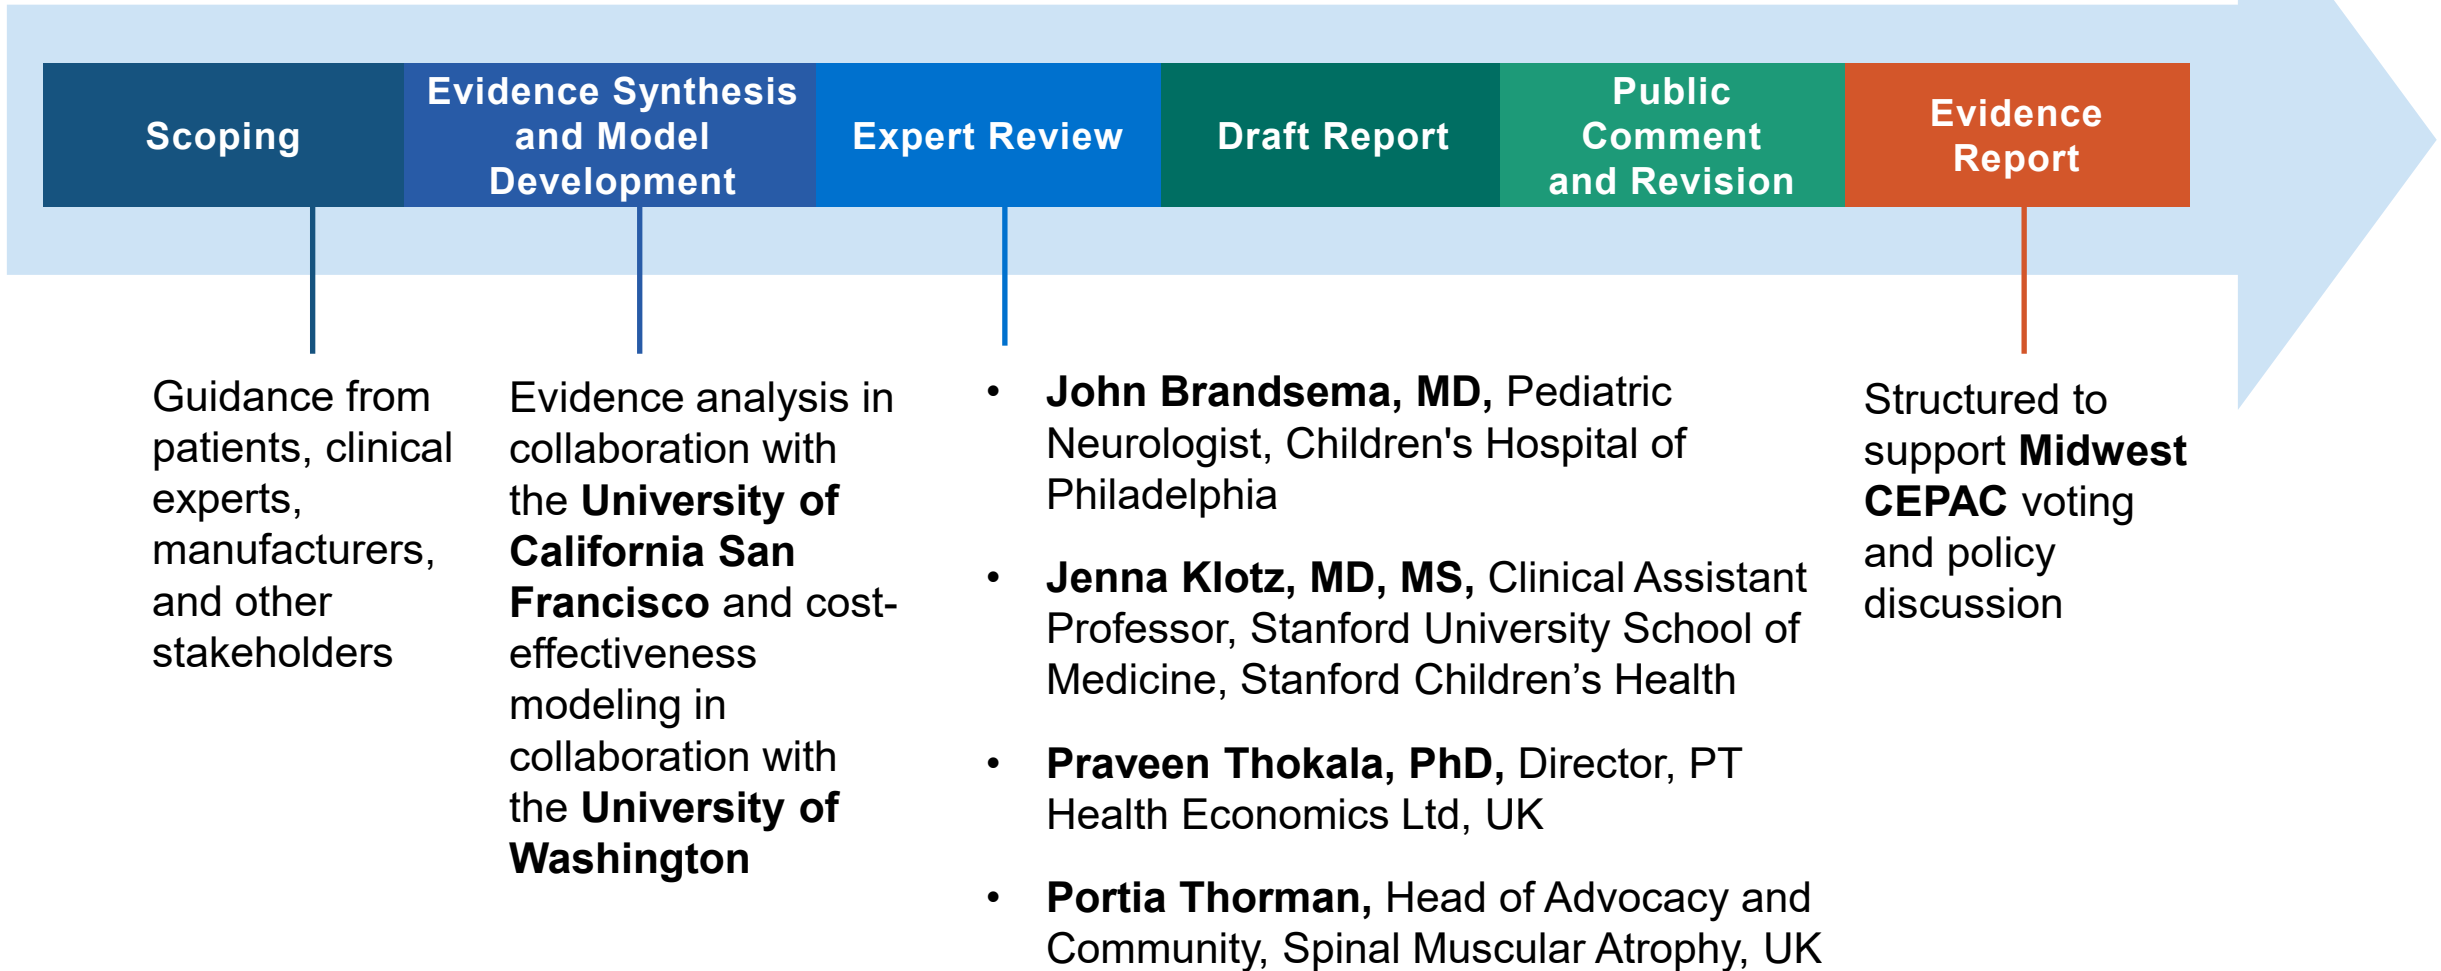 Scoping
Evidence Synthesis
and Model
Development
Expert Review
Draft Report
Public
Comment
and Revision
Evidence
Report
Guidance from
patients, clinical
experts,
manufacturers,
and other
stakeholders
Evidence analysis in
collaboration with
the University of
California San
Francisco and cost-
effectiveness
modeling in
collaboration with
the University of
Washington
• John Brandsema, MD, Pediatric
Neurologist, Children's Hospital of
Philadelphia
• Jenna Klotz, MD, MS, Clinical Assistant
Professor, Stanford University School of
Medicine, Stanford Children’s Health
• Praveen Thokala, PhD, Director, PT
Health Economics Ltd, UK
• Portia Thorman, Head of Advocacy and
Community, Spinal Muscular Atrophy, UK
Structured to
support Midwest
CEPAC voting
and policy
discussion